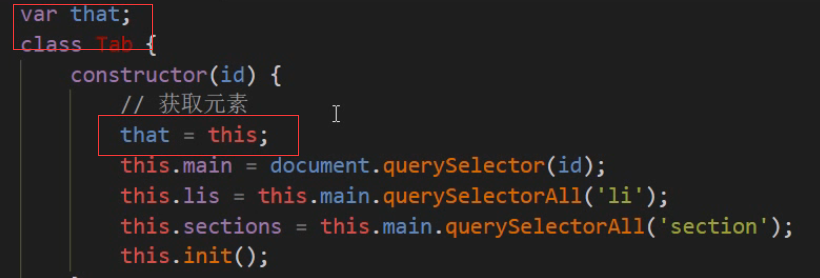 var that;
class Tab {
constructor(id) {
// 获取元素
that = this;
this.main = document.querySelector(id);
this.lis = this.main.querySelectorAll('li');
this.sections = this.main.querySelectorAll('section');
this.init();